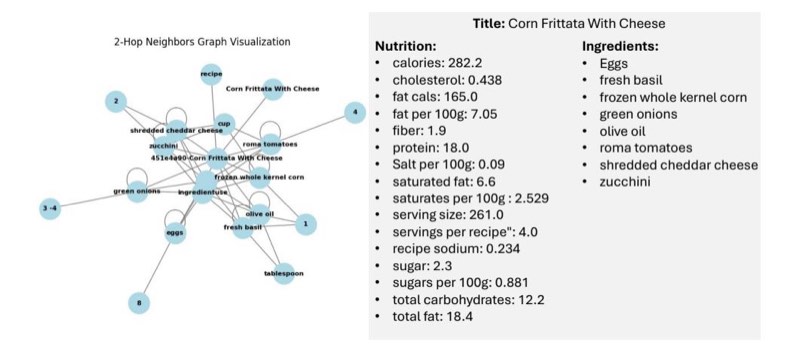 2-Hop Neighbors Graph Visualization
recipe
Corn Frittata With Cheese
2
4
cup
shredded cheddar cheese
zucchini
roma tomatoes
451e4a90-Corn Frittata With Cheese
frozen whole kernel corn
green onions
ingredientuse
3 -4
olive oil
eggs
fresh basil
1
tablespoon
8
Title: Corn Frittata With Cheese
Nutrition:
• calories: 282.2
• cholesterol: 0.438
• fat cals: 165.0
• fat per 100g: 7.05
• fiber: 1.9
• protein: 18.0
• Salt per 100g: 0.09
• saturated fat: 6.6
• saturates per 100g : 2.529
• serving size: 261.0
• servings per recipe": 4.0
• recipe sodium: 0.234
• sugar: 2.3
• sugars per 100g: 0.881
• total carbohydrates: 12.2
• total fat: 18.4
Ingredients:
• Eggs
• fresh basil
• frozen whole kernel corn
• green onions
• olive oil
• roma tomatoes
• shredded cheddar cheese
• zucchini